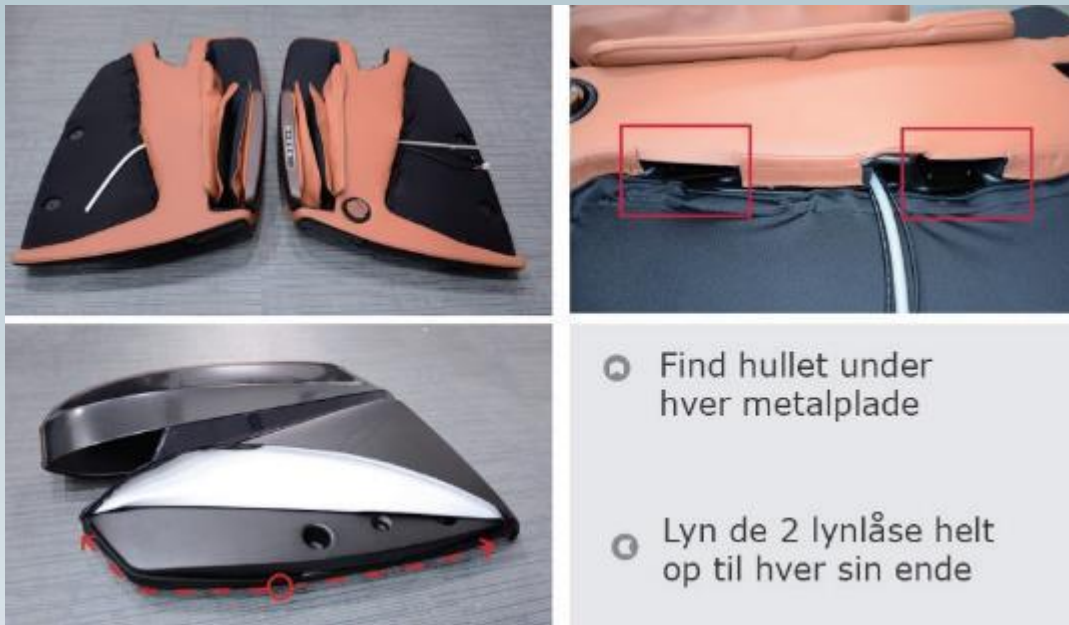 Find hullet under
hver metalplade
Lyn de 2 lynlåse helt
op til hver sin ende